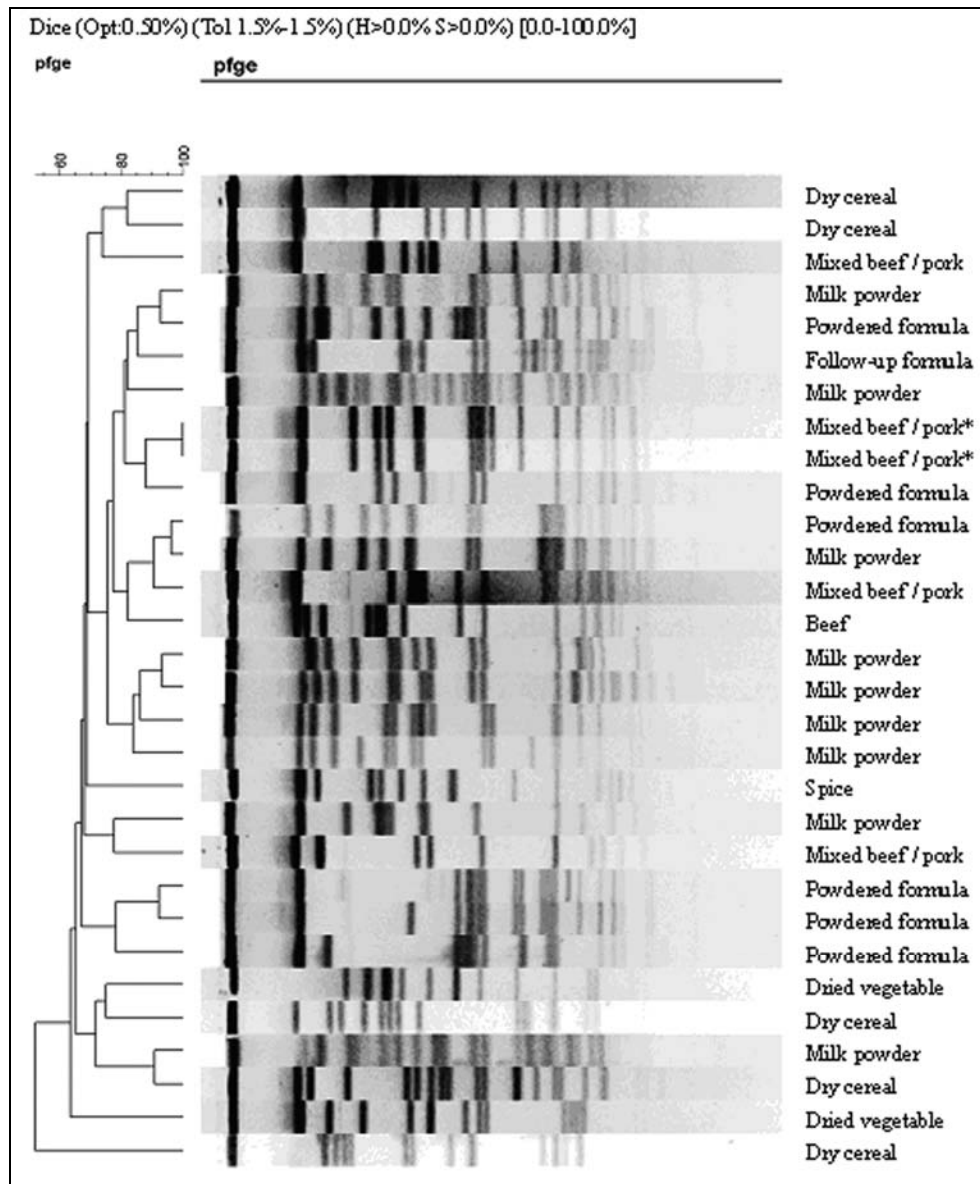 Dice (Opt:0.50%) (Tol 1.5%-1.5%) (H>0.0% S>0.0%) [0.0-100.0%]
pfge pfge
60 80 100
Dry cereal
Dry cereal
Mixed beef / pork
Milk powder
Powdered formula
Follow-up formula
Milk powder
Mixed beef / pork*
Mixed beef / pork*
Powdered formula
Powdered formula
Milk powder
Mixed beef / pork
Beef
Milk powder
Milk powder
Milk powder
Milk powder
Spice
Milk powder
Mixed beef / pork
Powdered formula
Powdered formula
Powdered formula
Dried vegetable
Dry cereal
Milk powder
Dry cereal
Dried vegetable
Dry cereal